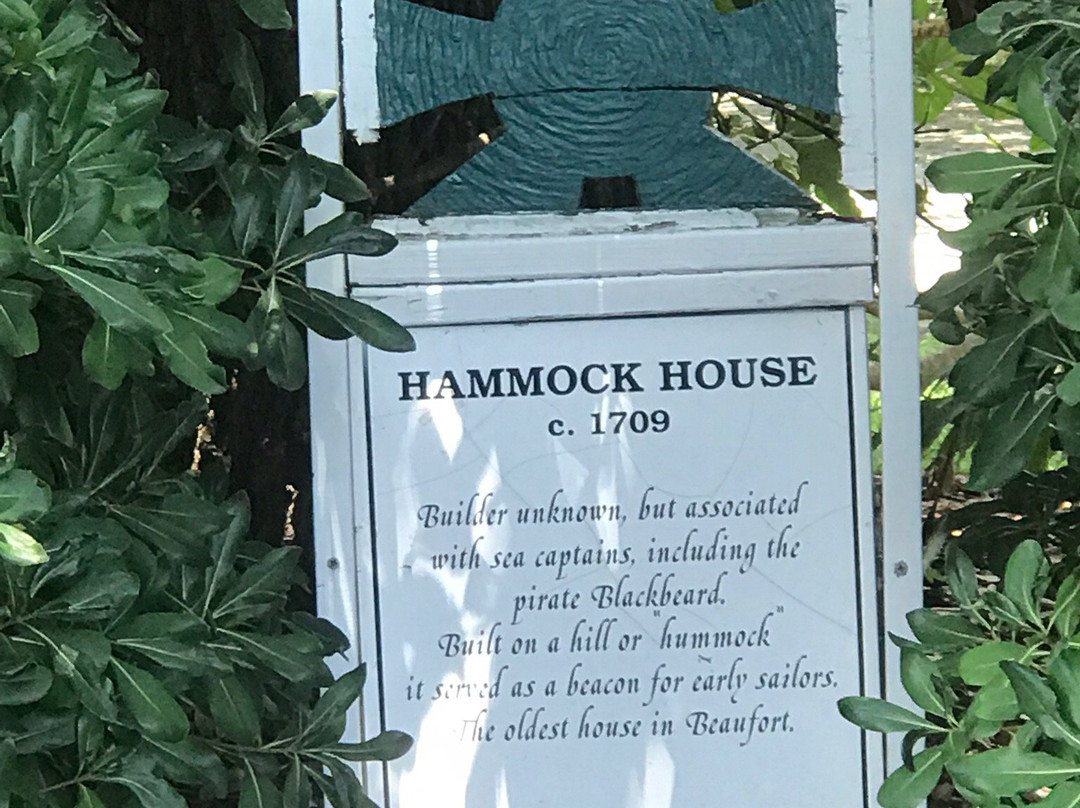 HAMMOCK HOUSE
c. 1709
Builder unknown, but associated
with sea captains, including the
pirate Blackbeard.
Built on a hill or "hummock"
it served as a beacon for early sailors.
The oldest house in Beaufort.